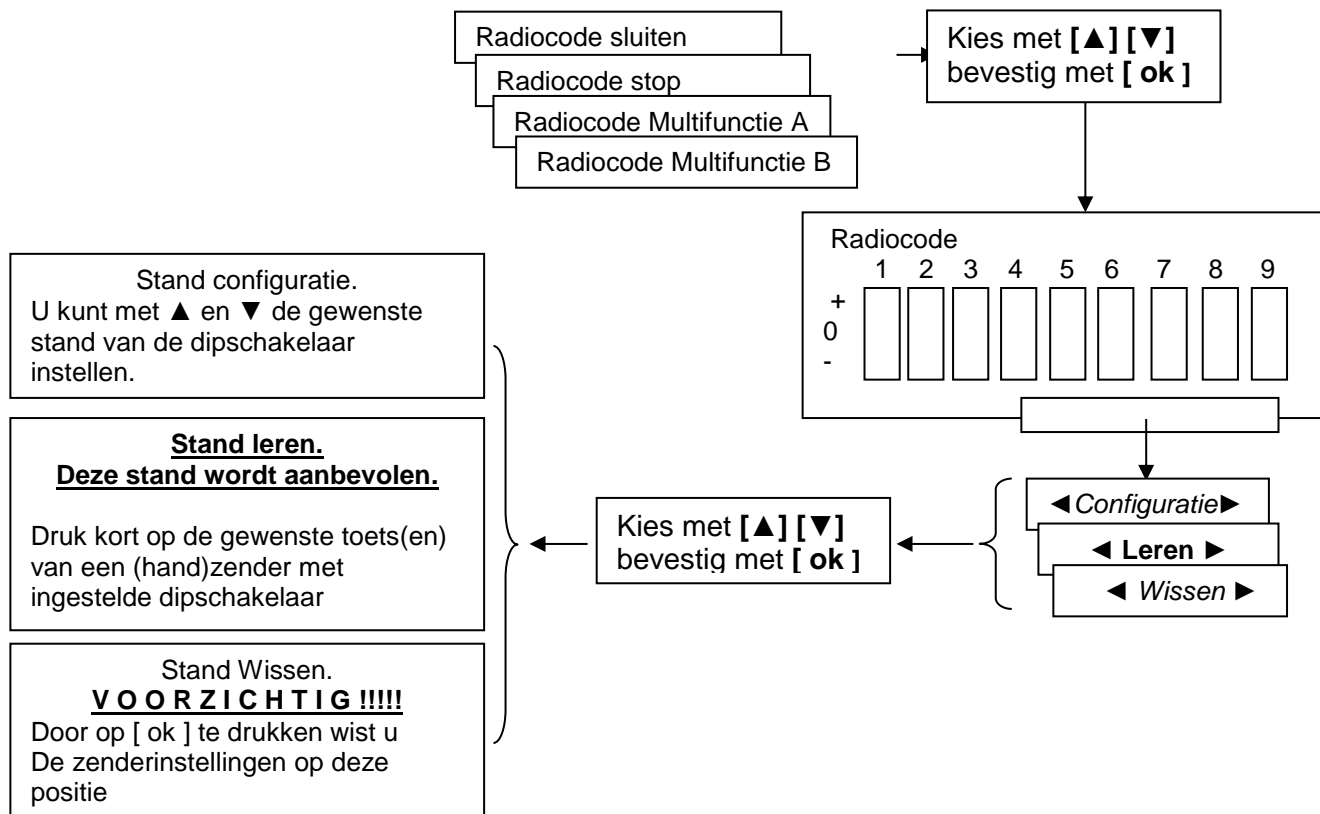 Radiocode sluiten
Radiocode stop
Radiocode Multifunctie A
Radiocode Multifunctie B
Kies met [▲] [▼]
bevestig met [ ok ]
Radiocode
1 2 3 4 5 6 7 8 9
+
0
-
◄Configuratie►
◄ Leren ►
◄ Wissen ►
Kies met [▲] [▼]
bevestig met [ ok ]
Stand configuratie.
U kunt met ▲ en ▼ de gewenste
stand van de dipschakelaar
instellen.
Stand leren.
Deze stand wordt aanbevolen.
Druk kort op de gewenste toets(en)
van een (hand)zender met
ingestelde dipschakelaar
Stand Wissen.
V O O R Z I C H T I G !!!!!
Door op [ ok ] te drukken wist u
De zenderinstellingen op deze
positie